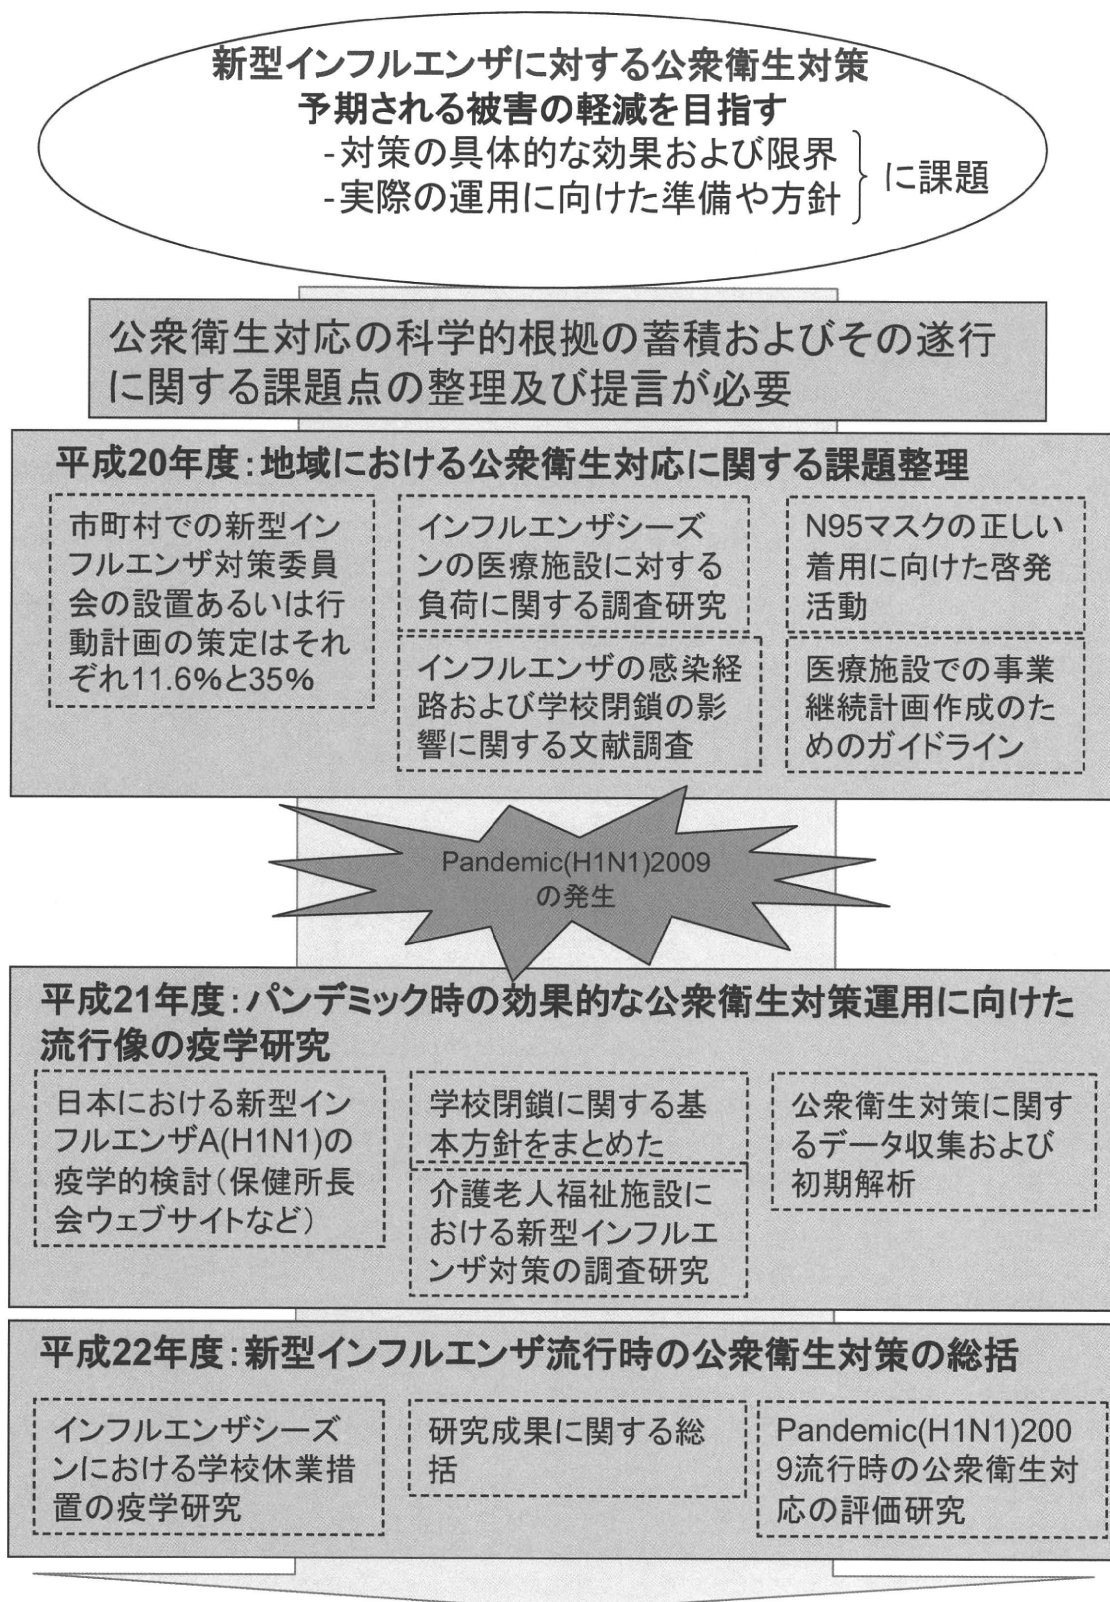 新型インフルエンザに対する公衆衛生対策
予期される被害の軽減を目指す
-対策の具体的な効果および限界
-実際の運用に向けた準備や方針
に課題
公衆衛生対応の科学的根拠の蓄積およびその遂行
に関する課題点の整理及び提言が必要
平成20年度：地域における公衆衛生対応に関する課題整理
市町村での新型イン
フルエンザ対策委員
会の設置あるいは行
動計画の策定はそれ
ぞれ11.6%と35%
インフルエンザシーズ
ンの医療施設に対する
負荷に関する調査研究
インフルエンザの感染経
路および学校閉鎖の影
響に関する文献調査
N95マスクの正しい
着用に向けた啓発
活動
医療施設での事業
継続計画作成のた
めのガイドライン
Pandemic(H1N1)2009
の発生
平成21年度：パンデミック時の効果的な公衆衛生対策運用に向けた
流行像の疫学研究
日本における新型イン
フルエンザA(H1N1)の
疫学的検討（保健所長
会ウェブサイトなど）
学校閉鎖に関する基
本方針をまとめた
介護老人福祉施設に
おける新型インフルエ
ンザ対策の調査研究
公衆衛生対策に関す
るデータ収集および
初期解析
平成22年度：新型インフルエンザ流行時の公衆衛生対策の総括
インフルエンザシーズ
ンにおける学校休業措
置の疫学研究
研究成果に関する総
括
Pandemic(H1N1)200
9流行時の公衆衛生対
応の評価研究